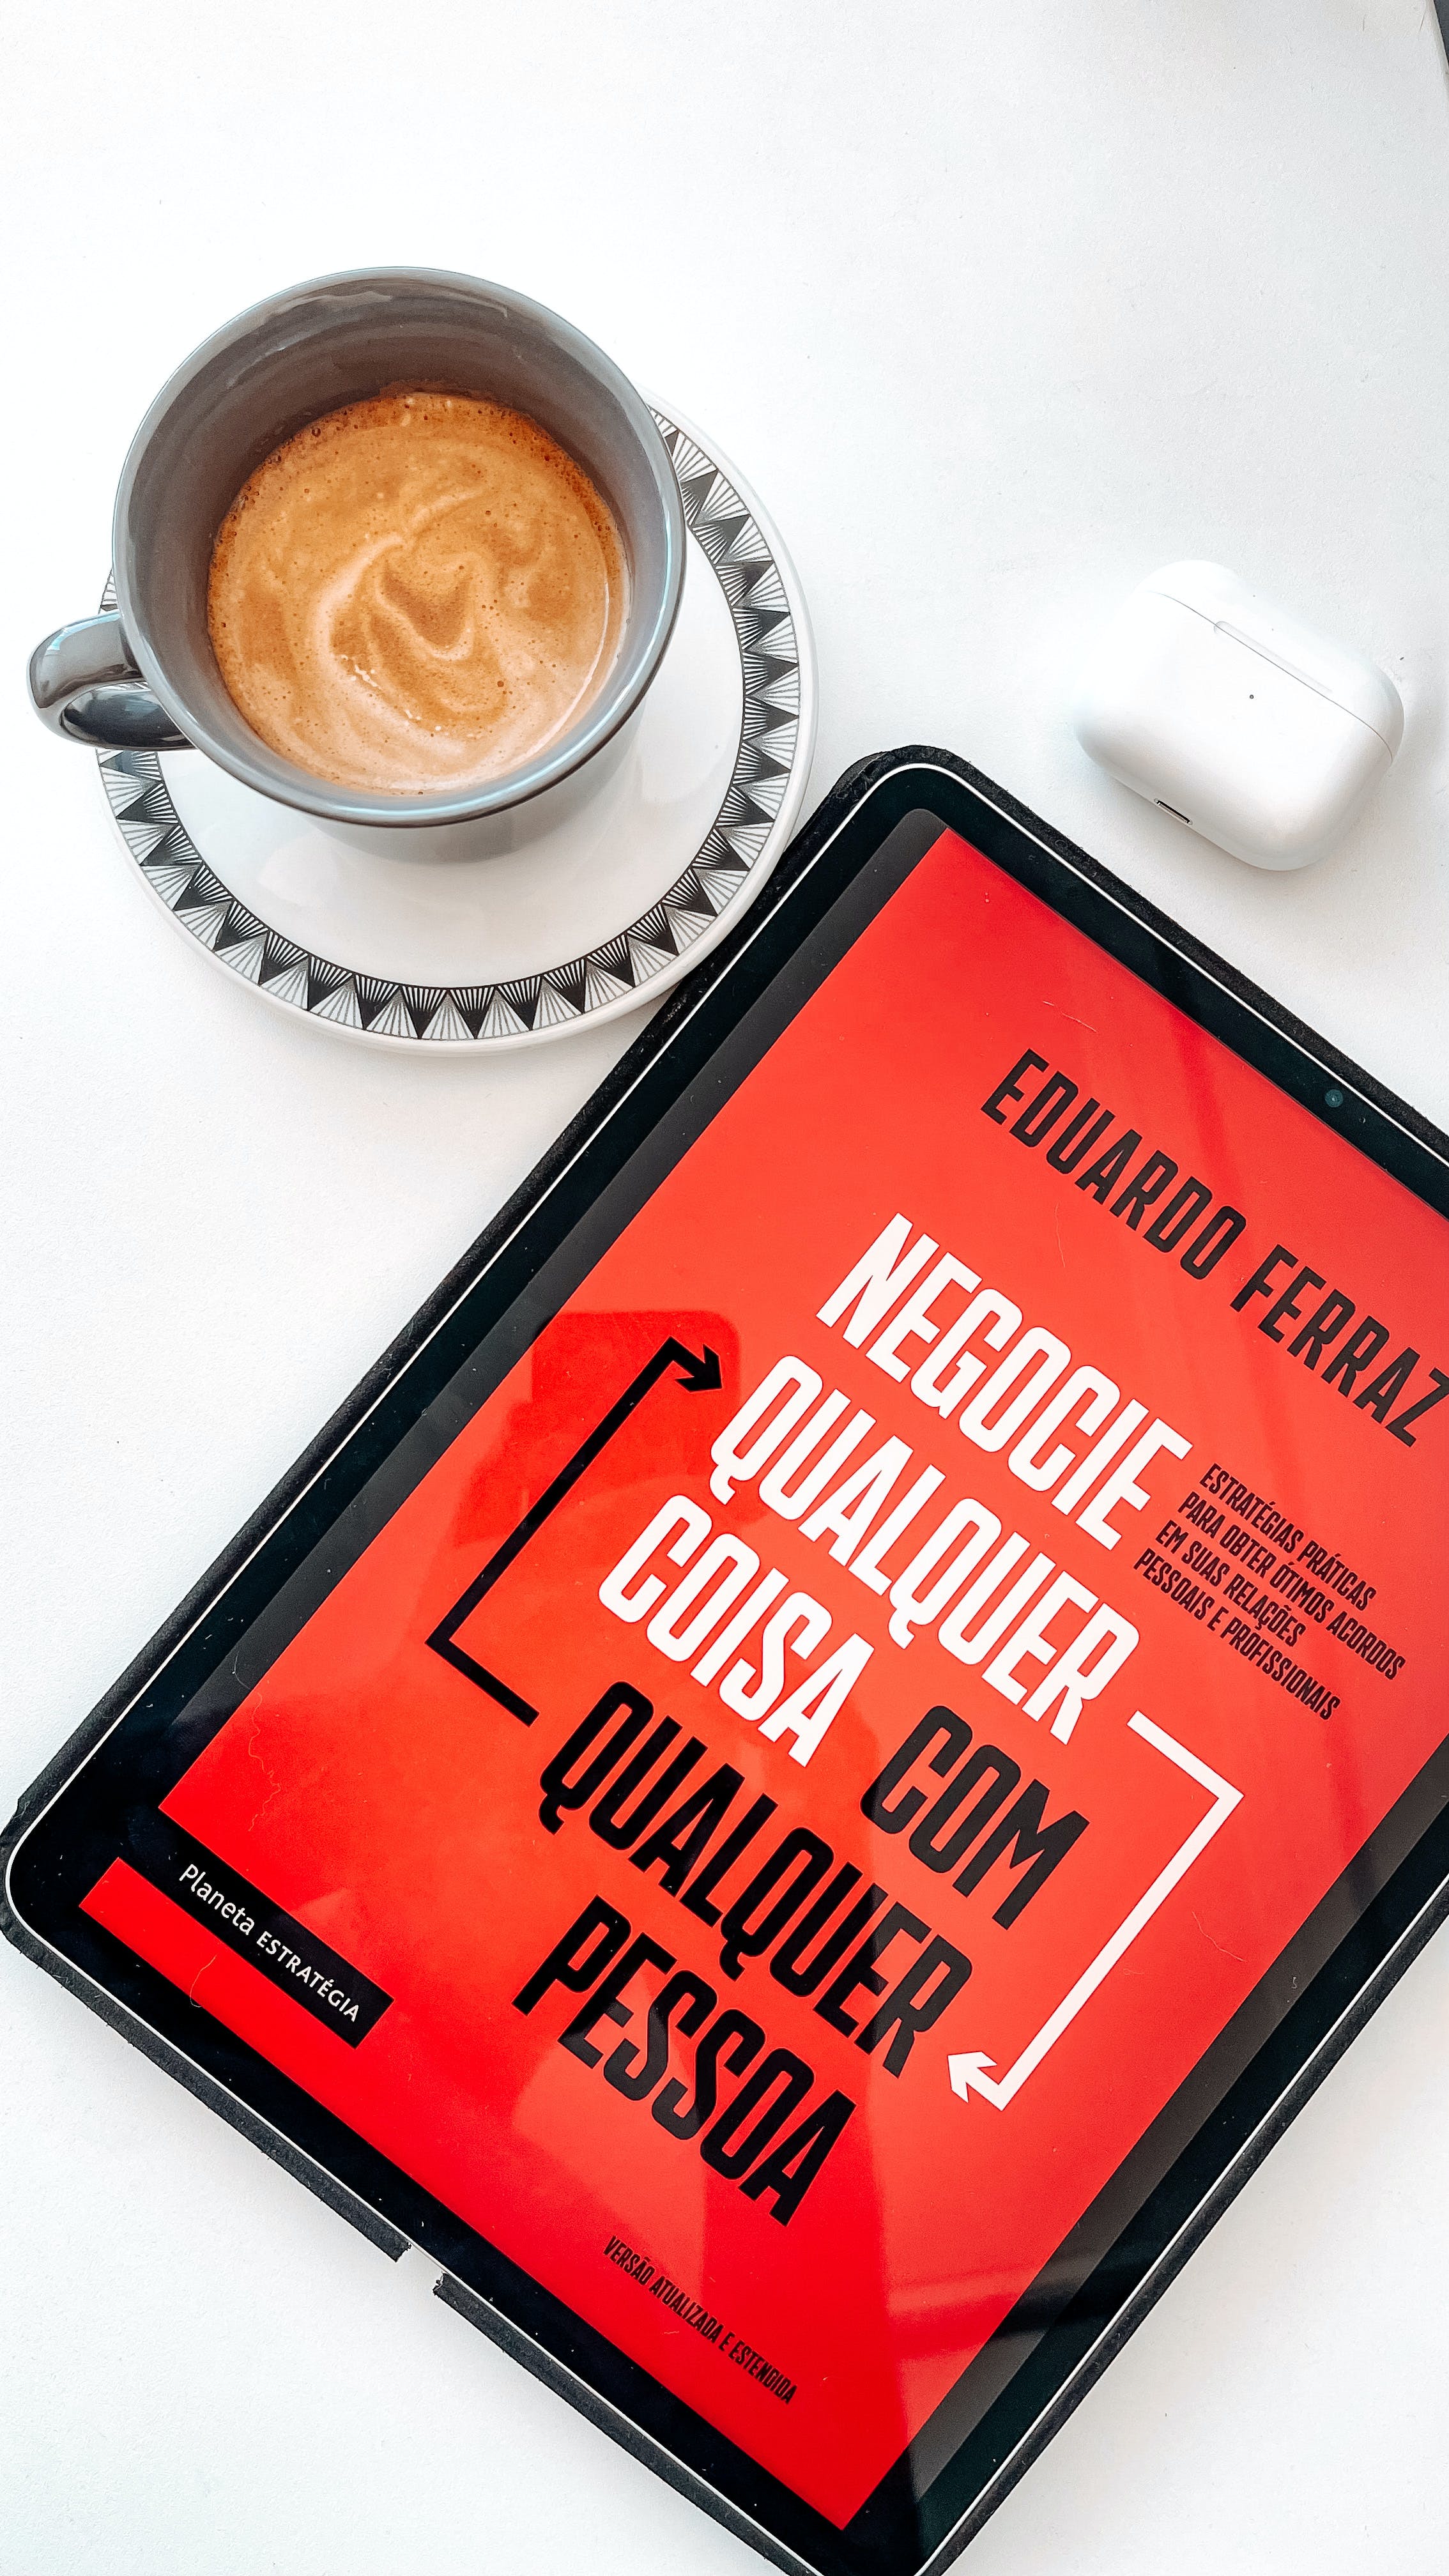 EDUARDO FERRAZ
NEGOCIE
QUALQUER
COISA COM
QUALQUER
PESSOA
ESTRATÉGIAS PRÁTICAS
PARA OBTER ÓTIMOS ACORDOS
EM SUAS RELAÇÕES
PESSOAIS E PROFISSIONAIS
Planeta ESTRATÉGIA
VERSÃO ATUALIZADA E ESTENDIDA